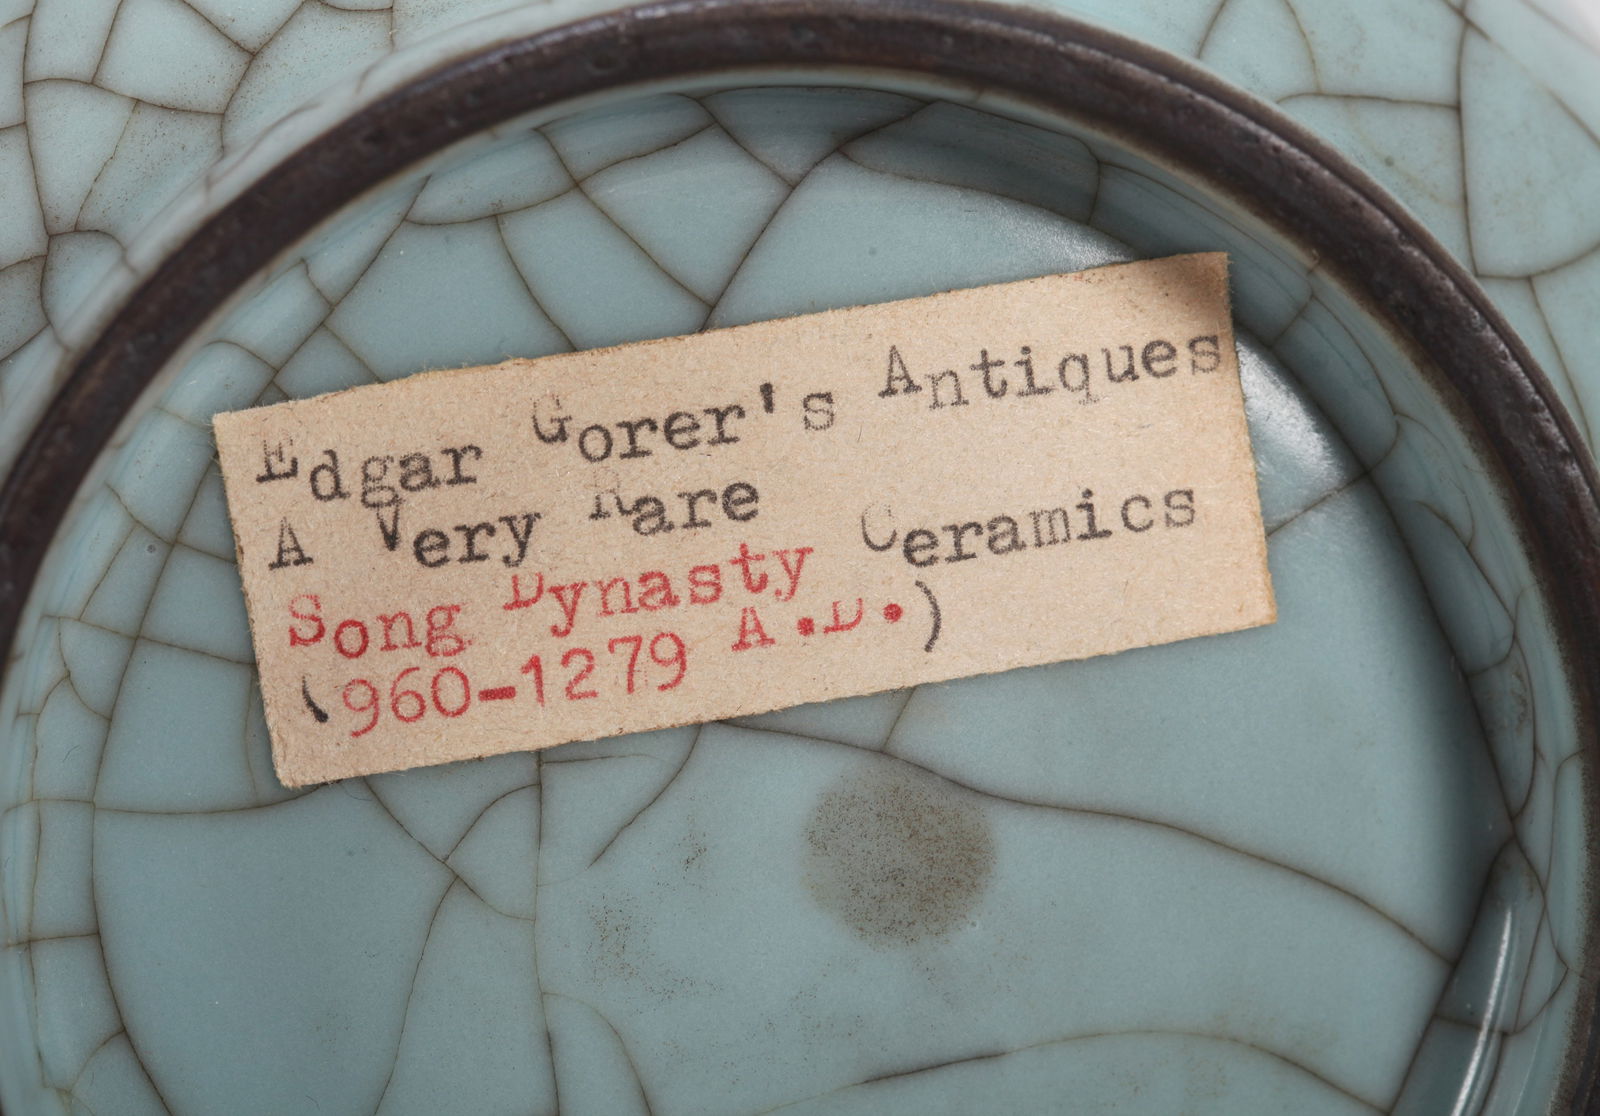 Edgar Gorer's Antiques
A Very Rare Ceramics
Song Dynasty
(960-1279 A.D.)